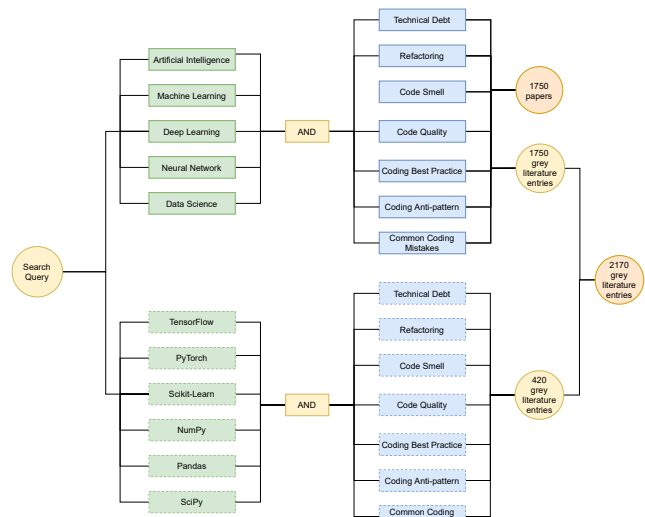 Search
Query
Artificial Intelligence
Machine Learning
Deep Learning
Neural Network
Data Science
AND
Technical Debt
Refactoring
Code Smell
Code Quality
Coding Best Practice
Coding Anti-pattern
Common Coding
Mistakes
1750
papers
1750
grey
literature
entries
TensorFlow
PyTorch
Scikit-Learn
NumPy
Pandas
SciPy
AND
Technical Debt
Refactoring
Code Smell
Code Quality
Coding Best Practice
Coding Anti-pattern
Common Coding
420
grey
literature
entries
2170
grey
literature
entries